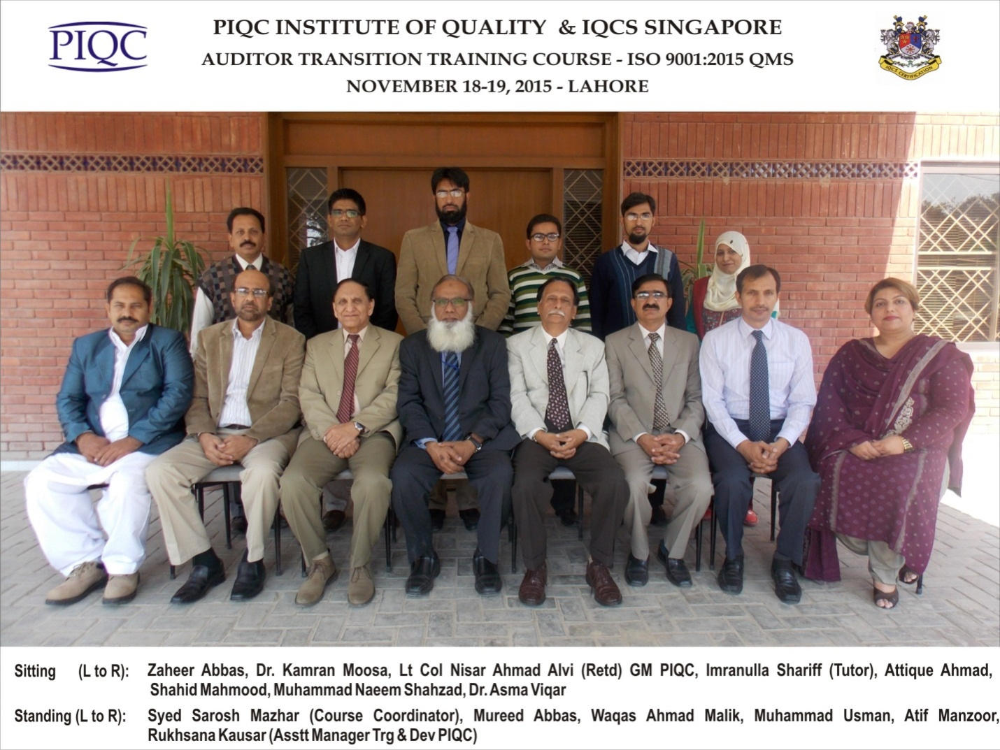 PIQC
PIQC INSTITUTE OF QUALITY & IQCS SINGAPORE
AUDITOR TRANSITION TRAINING COURSE - ISO 9001:2015 QMS
NOVEMBER 18-19, 2015 - LAHORE
IQCS CERTIFICATION
Sitting (L to R): Zaheer Abbas, Dr. Kamran Moosa, Lt Col Nisar Ahmad Alvi (Retd) GM PIQC, Imranulla Shariff (Tutor), Attique Ahmad,
Shahid Mahmood, Muhammad Naeem Shahzad, Dr. Asma Viqar
Standing (L to R): Syed Sarosh Mazhar (Course Coordinator), Mureed Abbas, Waqas Ahmad Malik, Muhammad Usman, Atif Manzoor,
Rukhsana Kausar (Asstt Manager Trg & Dev PIQC)